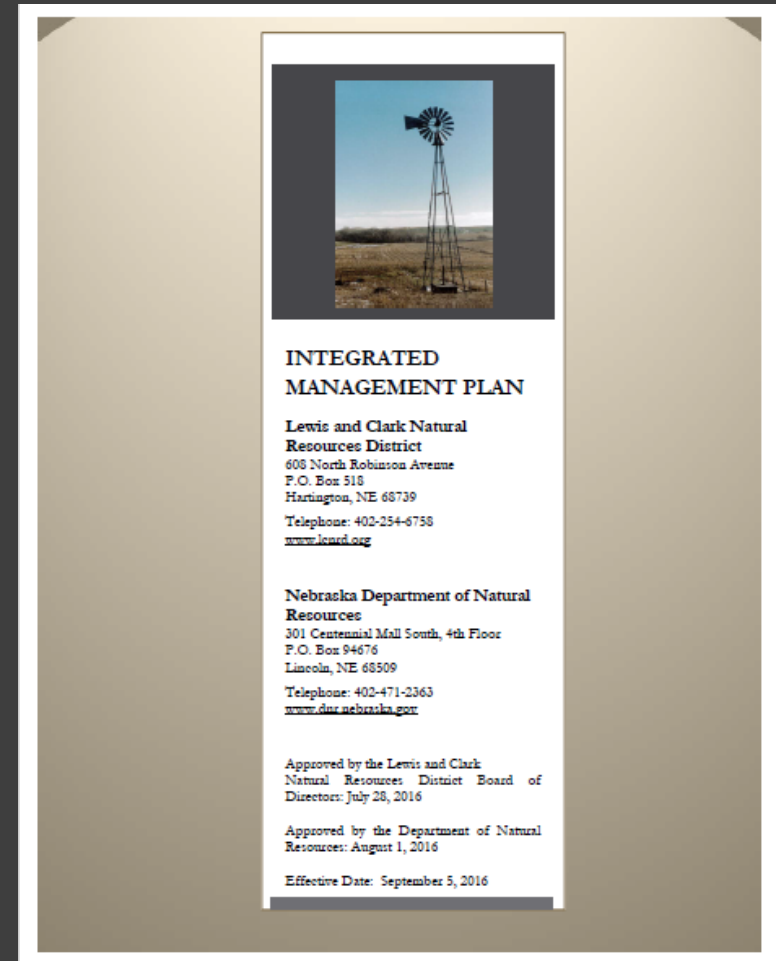 INTEGRATED
MANAGEMENT PLAN
Lewis and Clark Natural
Resources District
608 North Robinson Avenue
P.O. Box 518
Hartington, NE 68739
Telephone: 402-254-6758
www.lcnrd.org
Nebraska Department of Natural
Resources
301 Centennial Mall South, 4th Floor
P.O. Box 94676
Lincoln, NE 68509
Telephone: 402-471-2363
www.dnr.nebraska.gov
Approved by the Lewis and Clark
Natural Resources District Board of
Directors: July 28, 2016
Approved by the Department of Natural
Resources: August 1, 2016
Effective Date: September 5, 2016